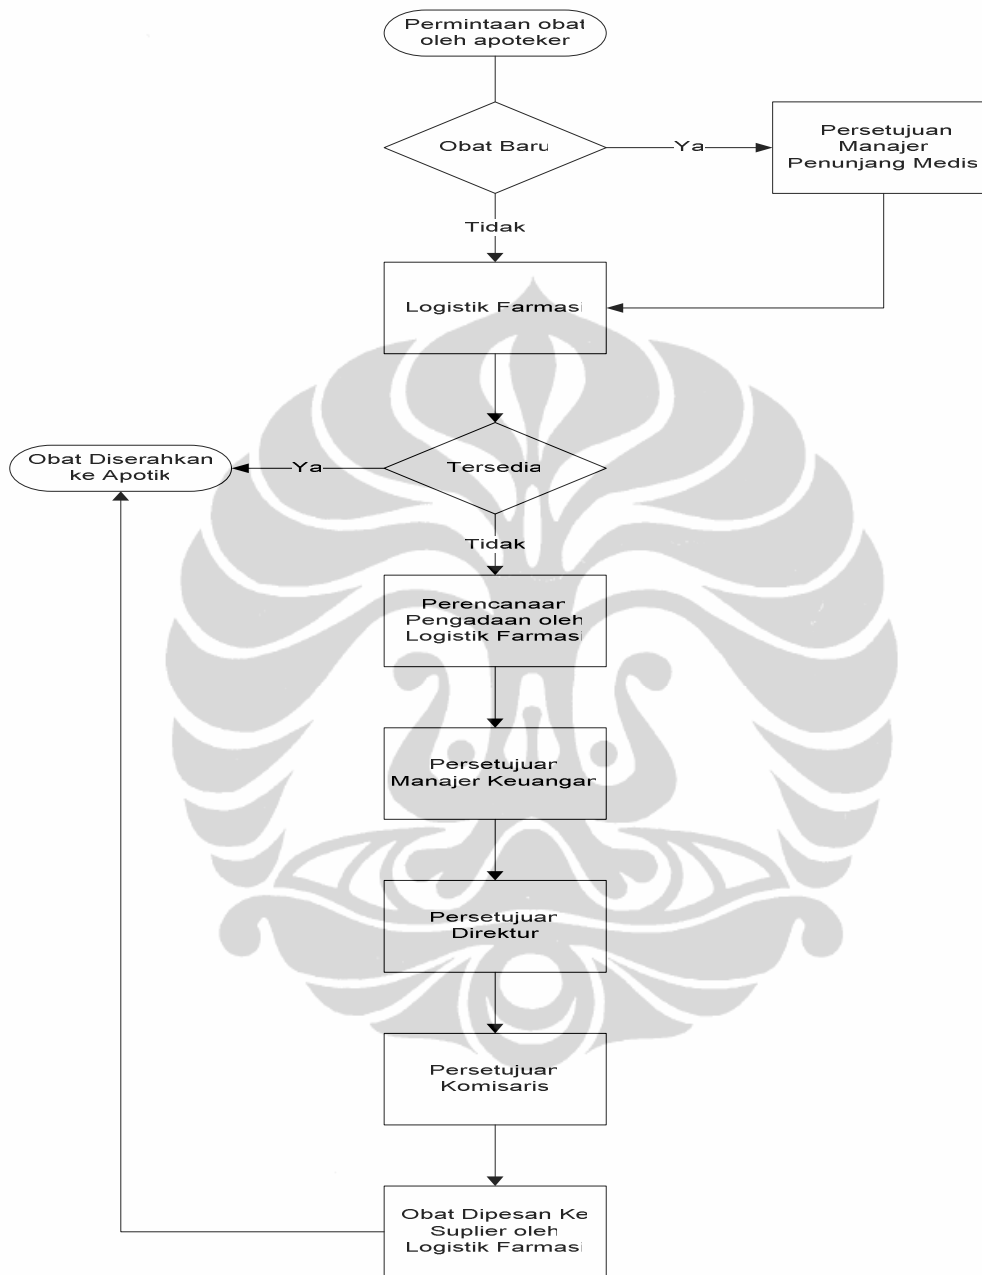 Permintaan obat
oleh apoteker
Obat Baru
Ya
Persetujuan
Manajer
Penunjang Medis
Tidak
Logistik Farmasi
Obat Diserahkan
ke Apotik
Ya
Tersedia
Tidak
Perencanaan
Pengadaan oleh
Logistik Farmasi
Persetujuan
Manajer Keuangan
Persetujuan
Direktur
Persetujuan
Komisaris
Obat Dipesan Ke
Suplier oleh
Logistik Farmasi